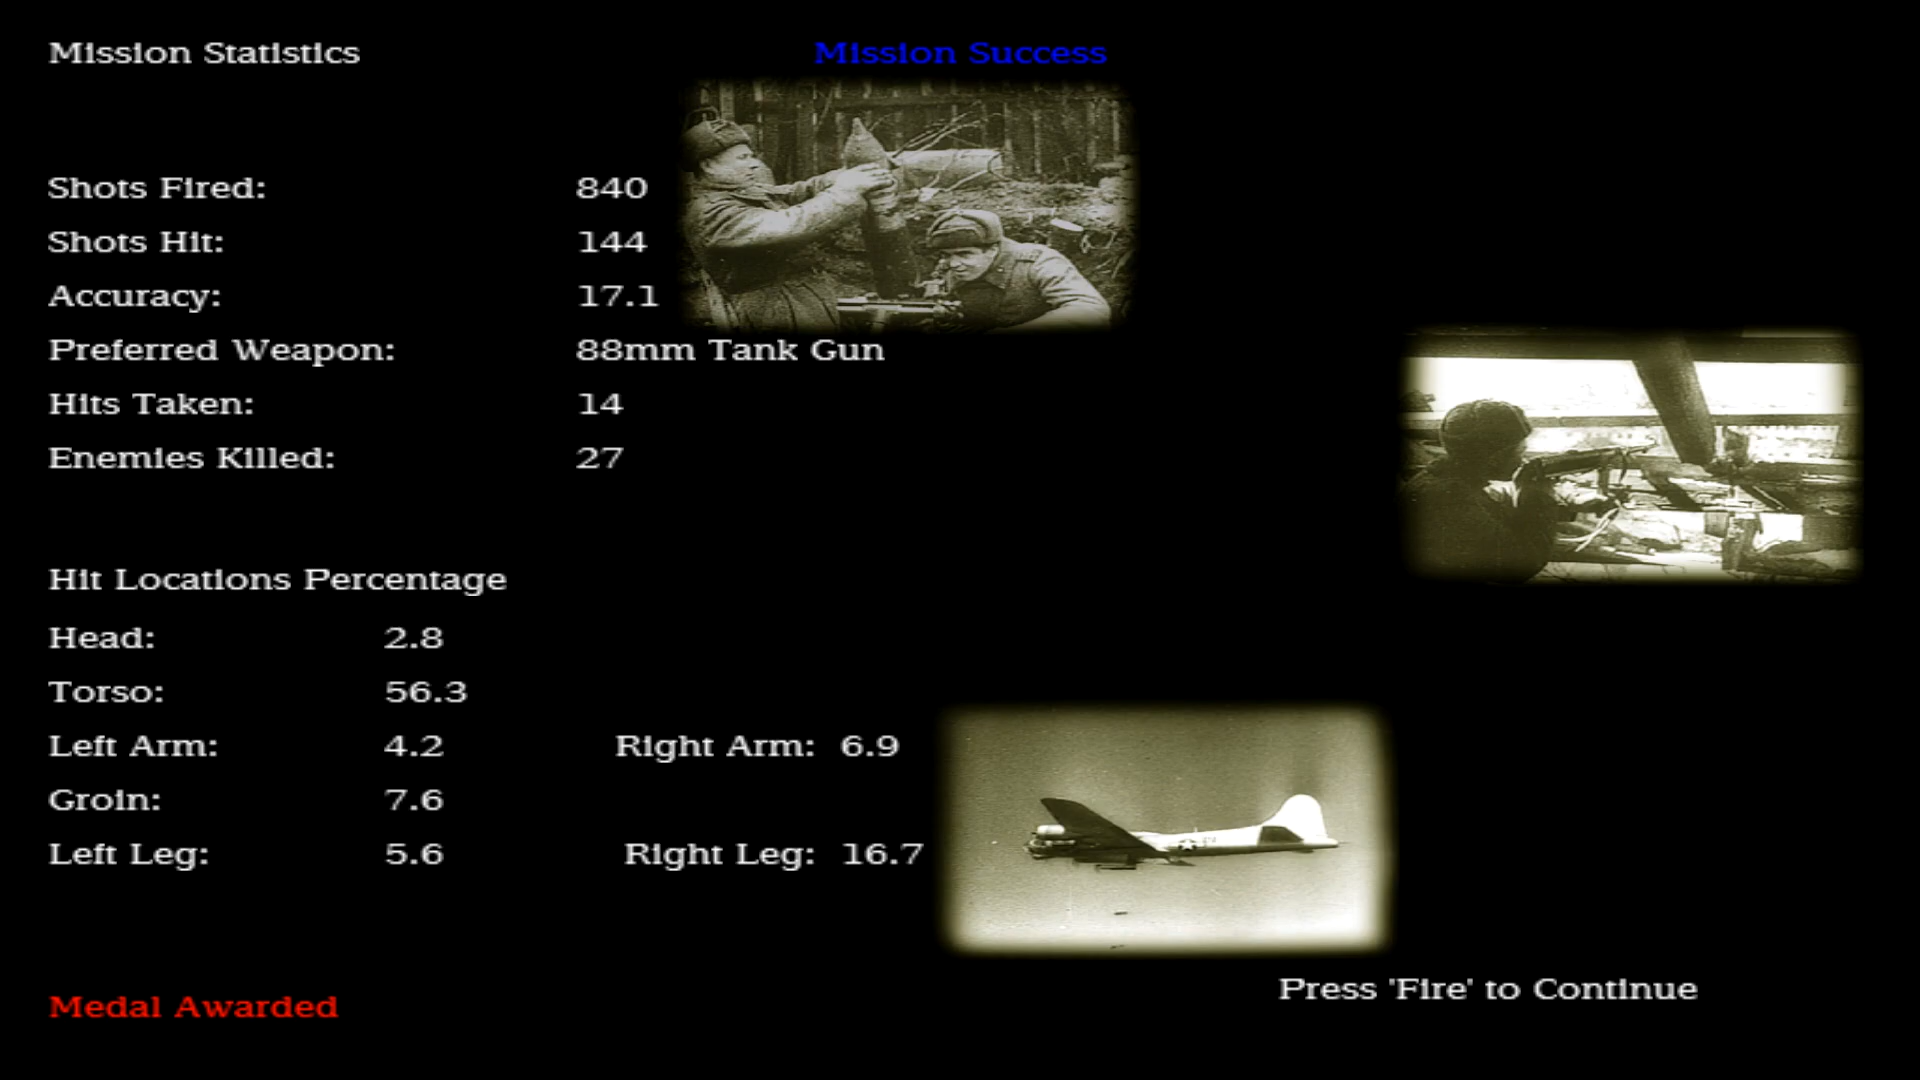 Mission Statistics
Mission Success
Shots Fired: 840
Shots Hit: 144
Accuracy: 17.1
Preferred Weapon: 88mm Tank Gun
Hits Taken: 14
Enemies Killed: 27
Hit Locations Percentage
Head: 2.8
Torso: 56.3
Left Arm: 4.2 Right Arm: 6.9
Groin: 7.6
Left Leg: 5.6 Right Leg: 16.7
Press 'Fire' to Continue
Medal Awarded